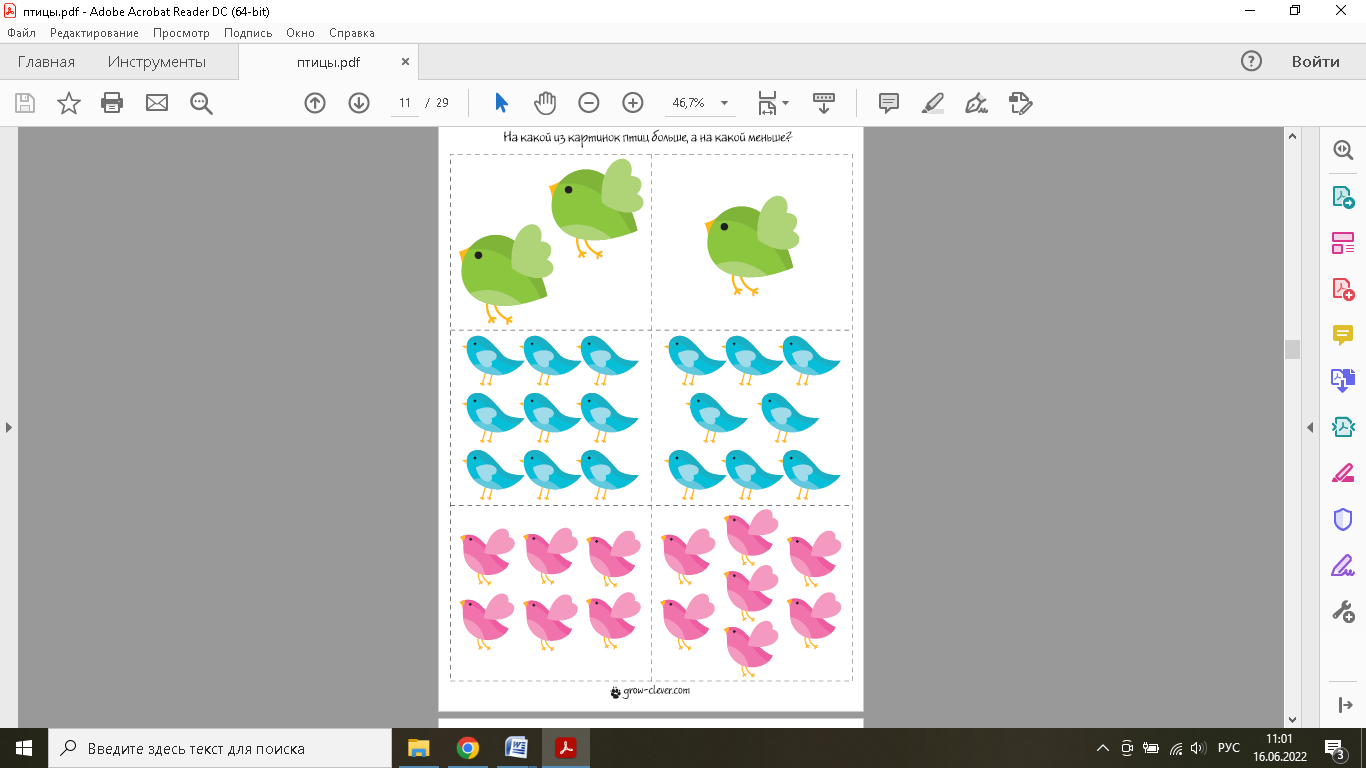 птицы.pdf - Adobe Acrobat Reader DC (64-bit)
Файл Редактирование Просмотр Подпись Окно Справка
Главная Инструменты птицы.pdf × Войти
11 / 29 46,7%
На какой из картинок птиц больше, а на какой меньше?
grow-clever.com
Введите здесь текст для поиска
РУС
11:01
16.06.2022
3